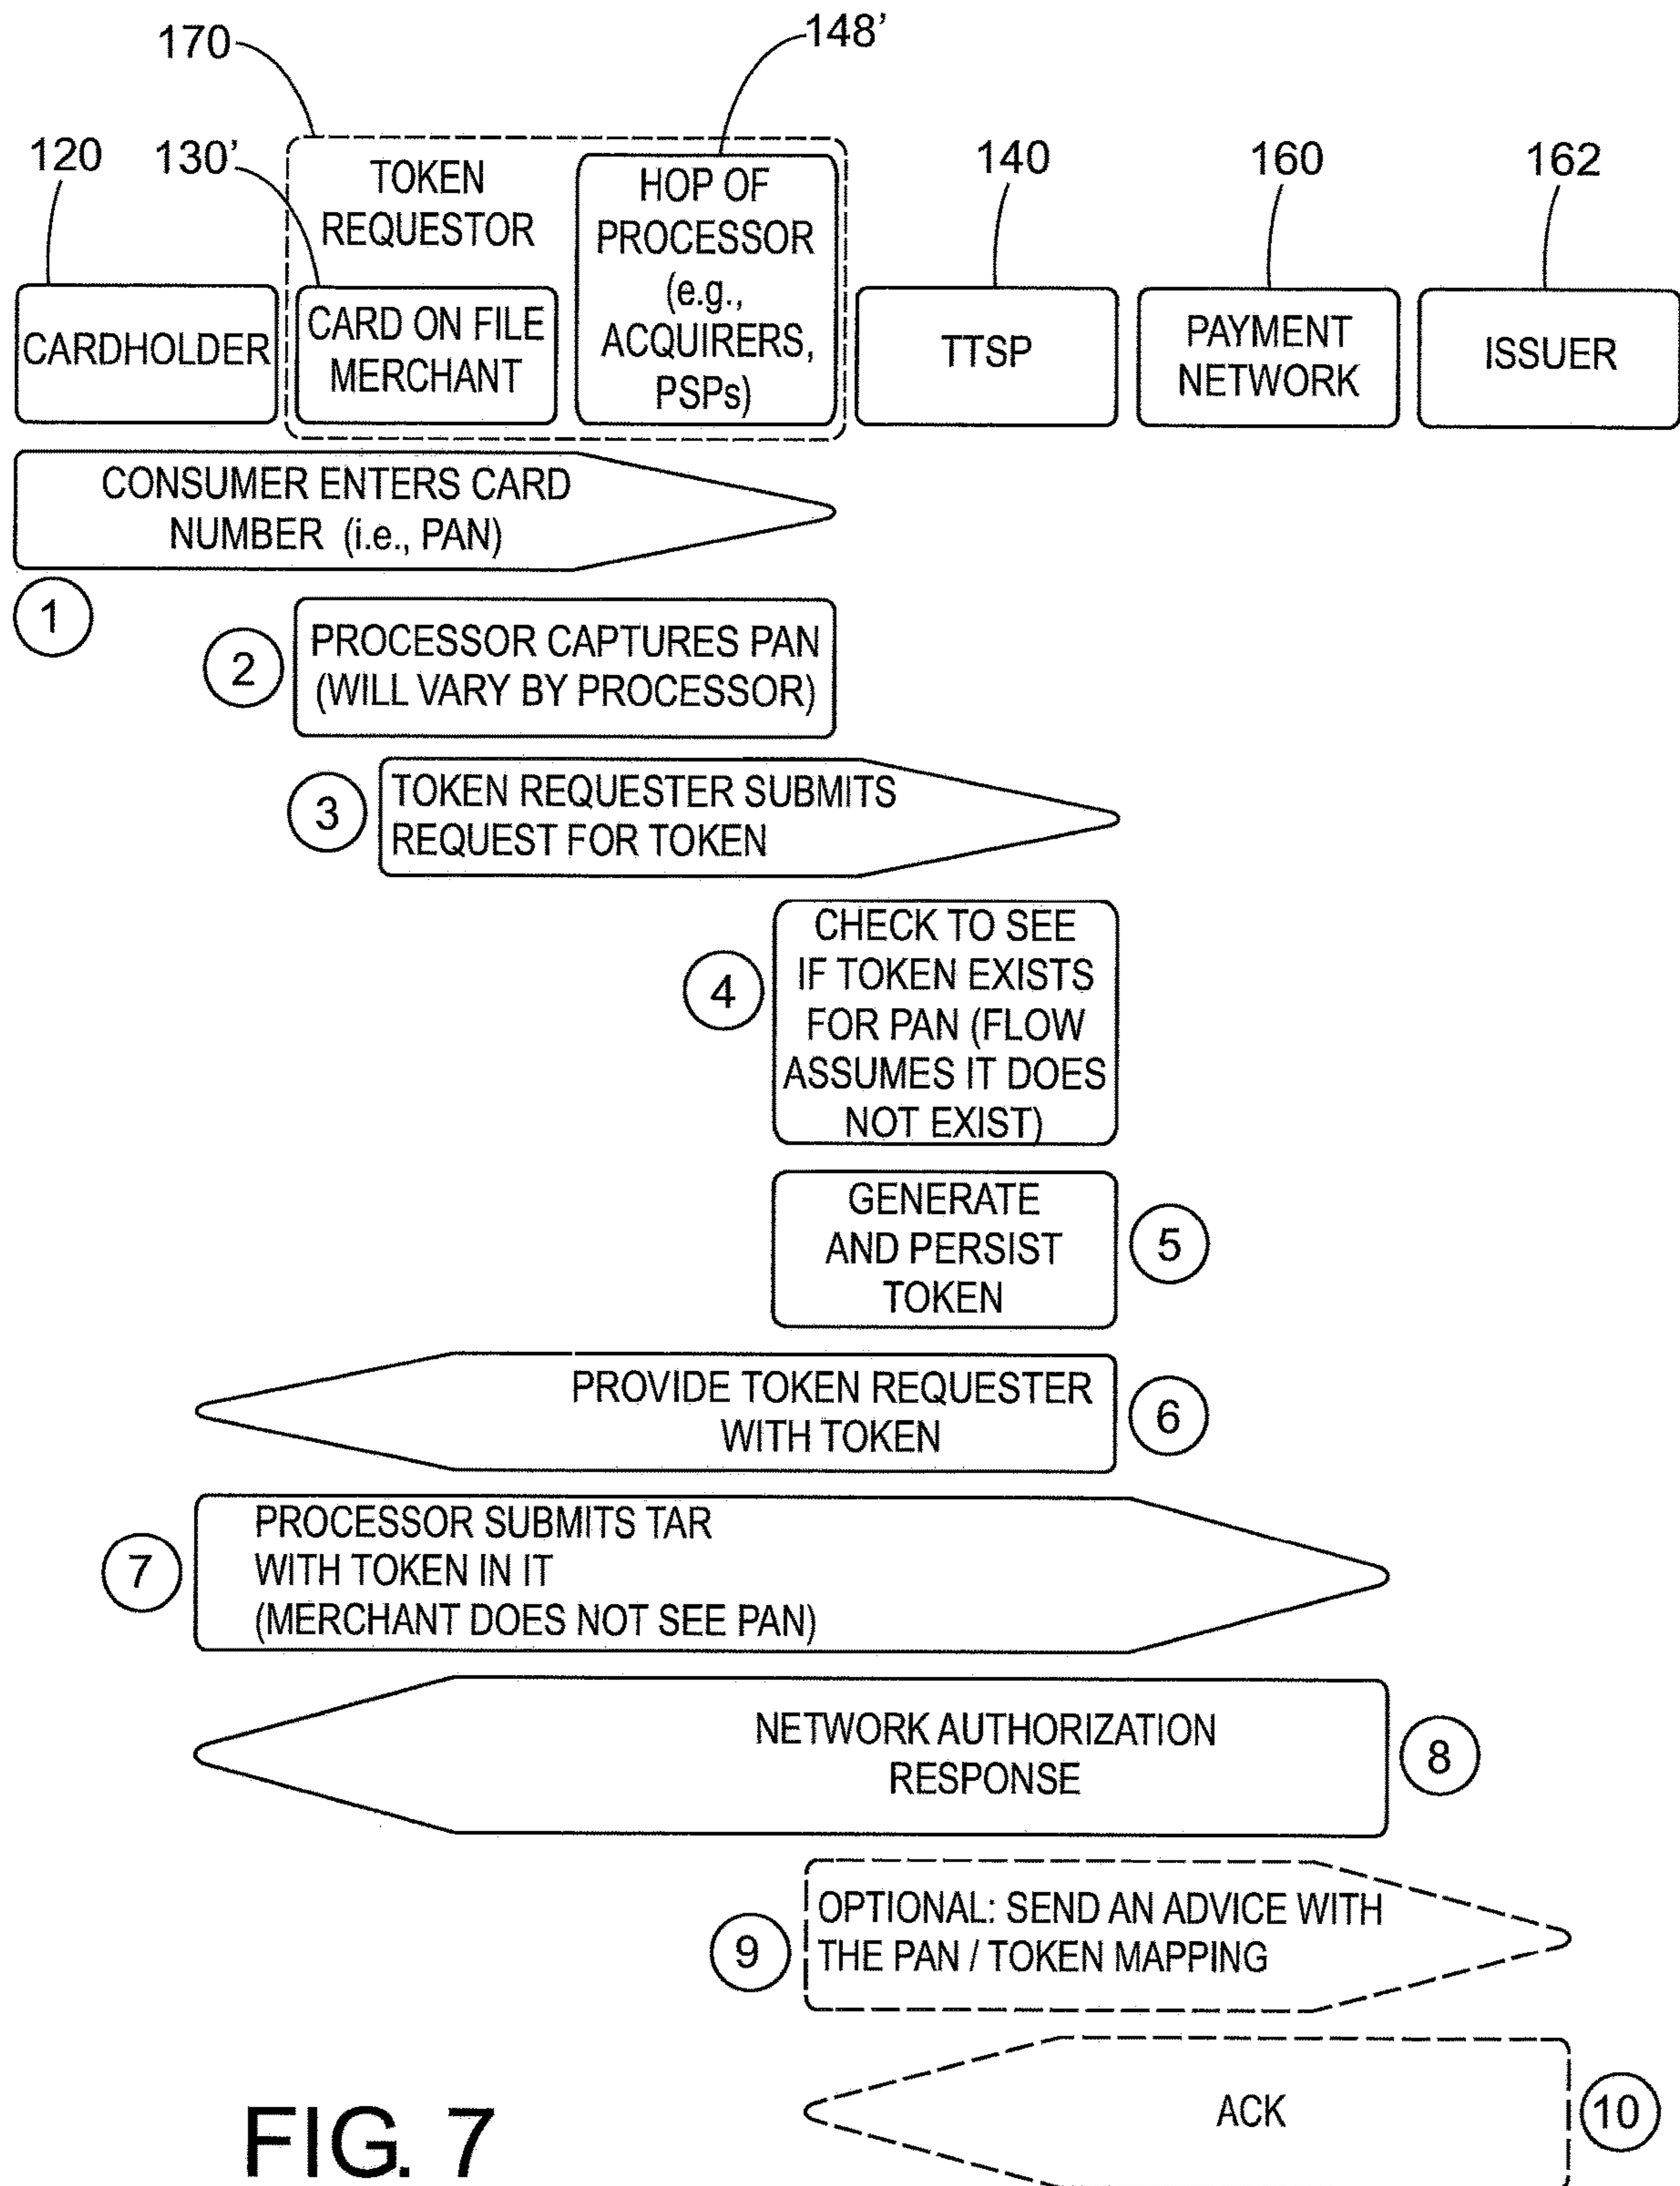 170
148'
120
130'
140
160
162
TOKEN
REQUESTOR
HOP OF
PROCESSOR
(e.g.,
ACQUIRERS,
PSPs)
CARDHOLDER
CARD ON FILE
MERCHANT
TTSP
PAYMENT
NETWORK
ISSUER
CONSUMER ENTERS CARD
NUMBER (i.e., PAN)
1
2
PROCESSOR CAPTURES PAN
(WILL VARY BY PROCESSOR)
3
TOKEN REQUESTER SUBMITS
REQUEST FOR TOKEN
4
CHECK TO SEE
IF TOKEN EXISTS
FOR PAN (FLOW
ASSUMES IT DOES
NOT EXIST)
GENERATE
AND PERSIST
TOKEN
5
PROVIDE TOKEN REQUESTER
WITH TOKEN
6
7
PROCESSOR SUBMITS TAR
WITH TOKEN IN IT
(MERCHANT DOES NOT SEE PAN)
NETWORK AUTHORIZATION
RESPONSE
8
9
OPTIONAL: SEND AN ADVICE WITH
THE PAN / TOKEN MAPPING
ACK
10
FIG. 7